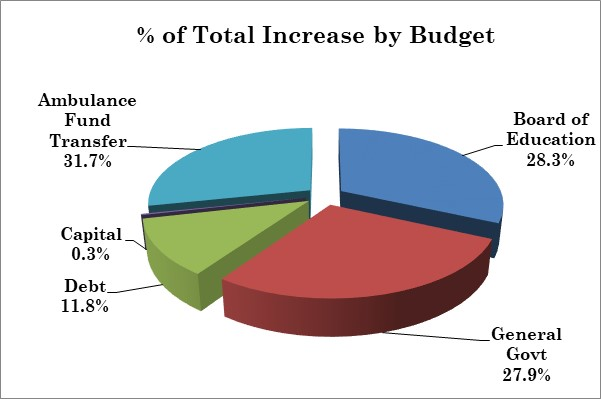 % of Total Increase by Budget
Ambulance
Fund
Transfer
31.7%
Board of
Education
28.3%
Capital
0.3%
Debt
11.8%
General
Govt
27.9%